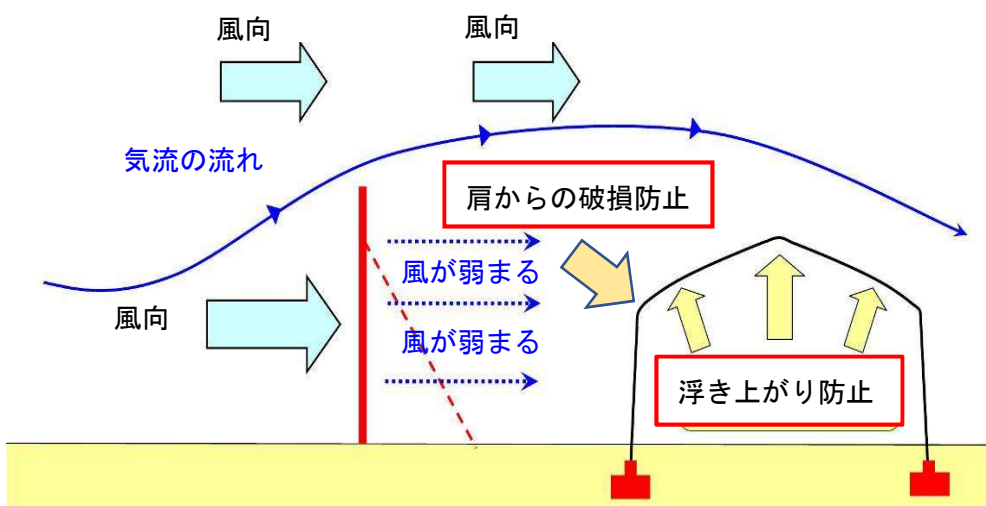 風向
風向
気流の流れ
肩からの破損防止
風が弱まる
風向
風が弱まる
浮き上がり防止